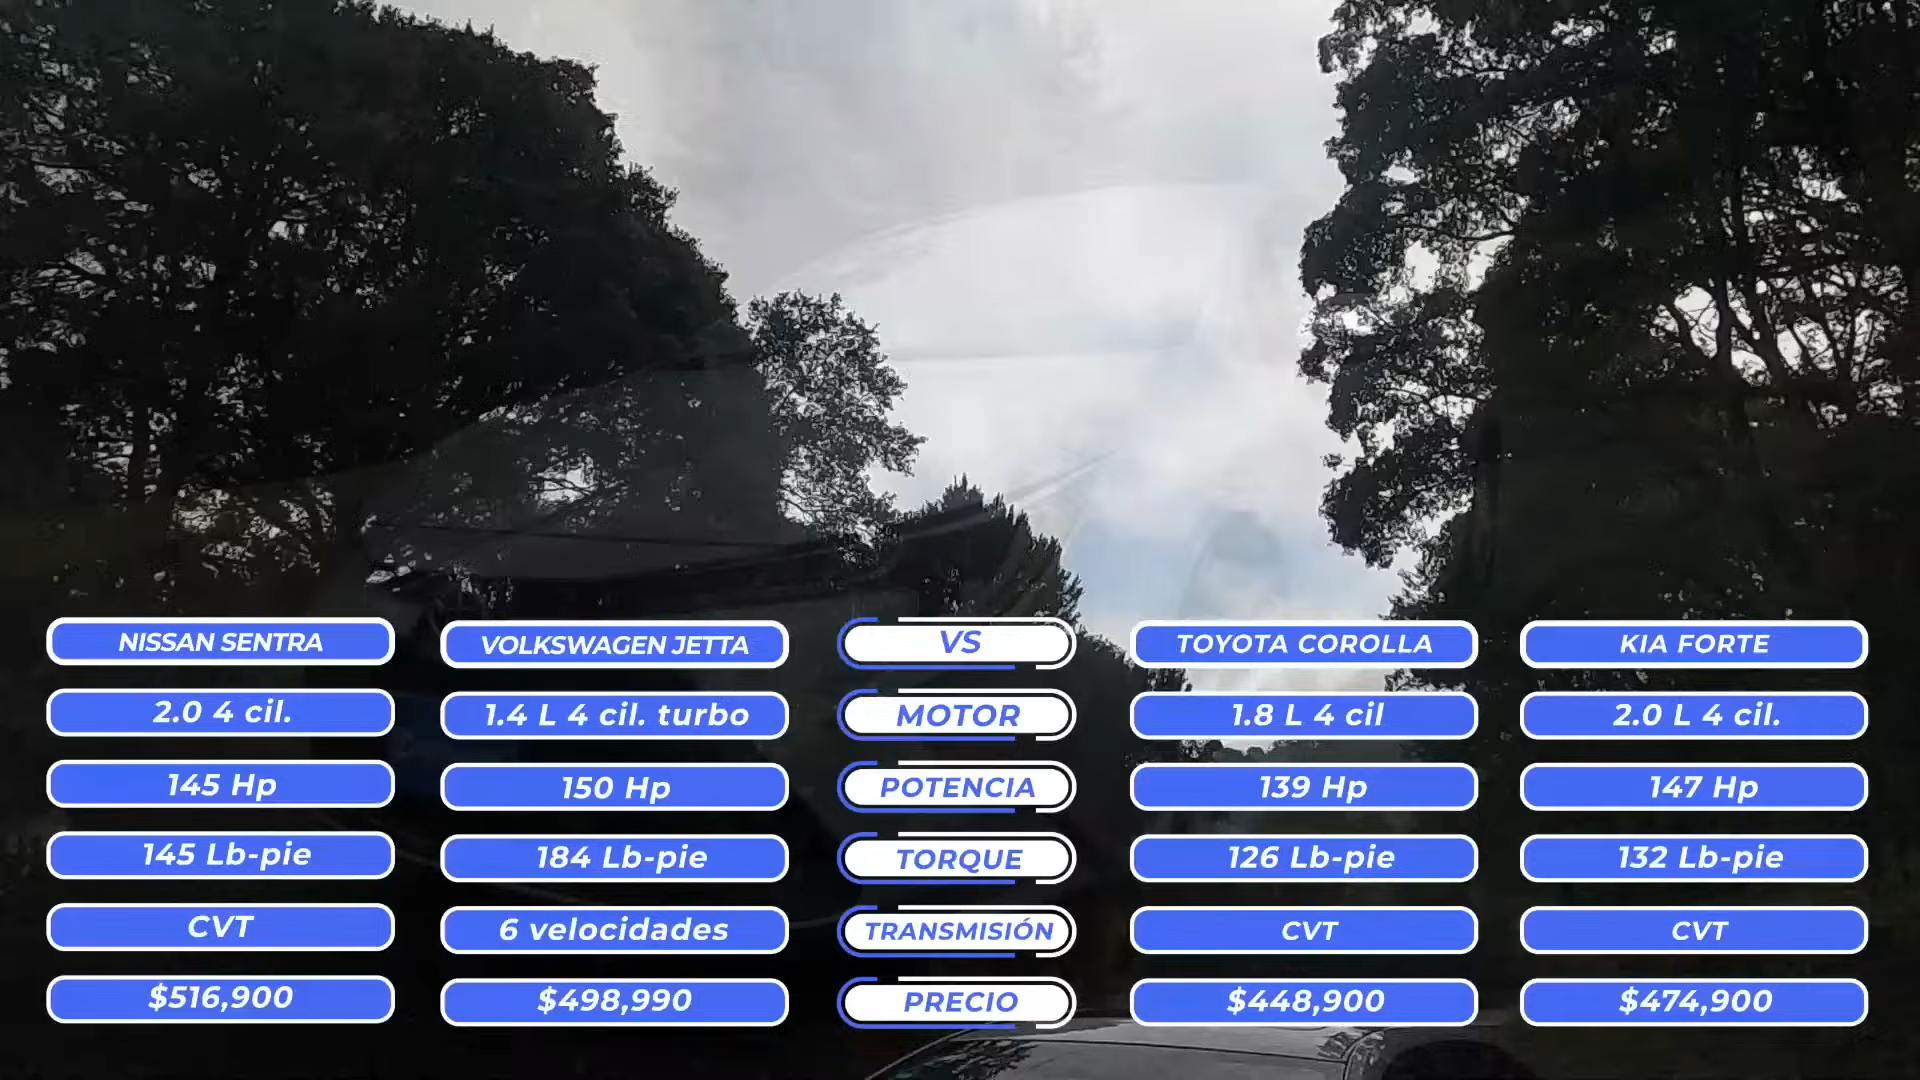 NISSAN SENTRA VOLKSWAGEN JETTA VS TOYOTA COROLLA KIA FORTE
2.0 4 cil. 1.4 L 4 cil. turbo MOTOR 1.8 L 4 cil 2.0 L 4 cil.
145 Hp 150 Hp POTENCIA 139 Hp 147 Hp
145 Lb-pie 184 Lb-pie TORQUE 126 Lb-pie 132 Lb-pie
CVT 6 velocidades TRANSMISIÓN CVT CVT
$516,900 $498,990 PRECIO $448,900 $474,900